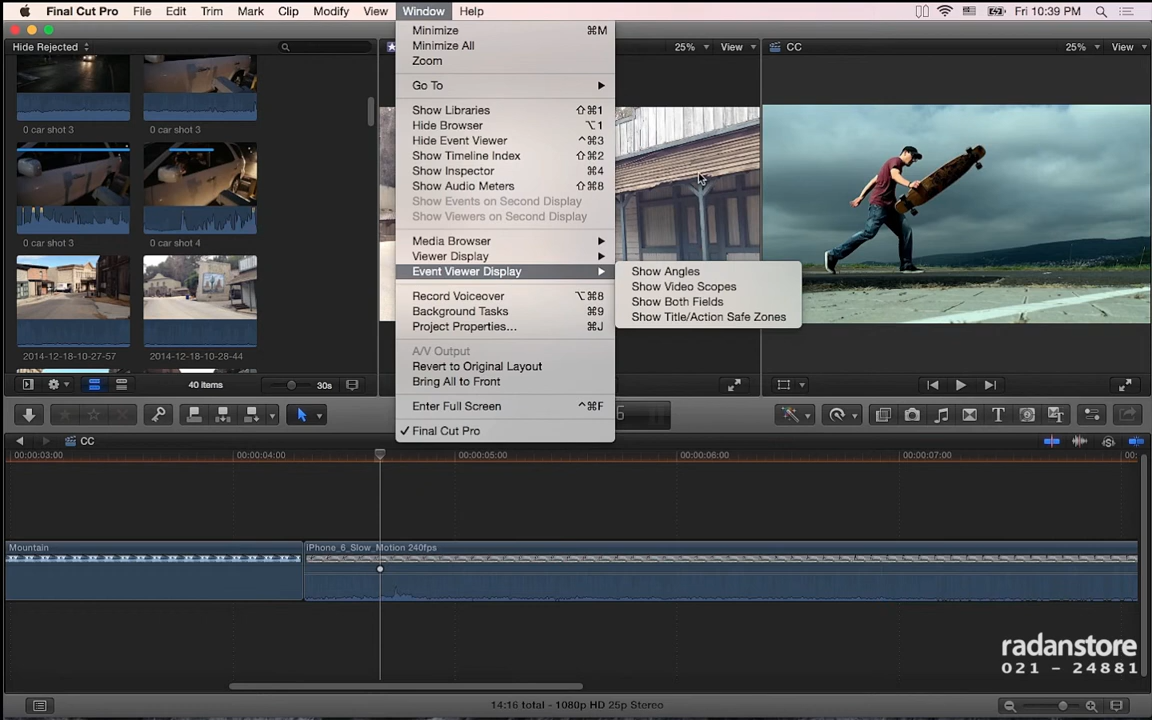 Final Cut Pro File Edit Trim Mark Clip Modify View Window Help Fri 10:39 PM
Hide Rejected
25% View
CC
25% View
0 car shot 3
0 car shot 3
0 car shot 3
0 car shot 4
2014-12-18-10-27-57
2014-12-18-10-28-44
40 items
30s
Minimize ⌘M
Minimize All
Zoom
Go To
Show Libraries ⇧⌘1
Hide Browser ⌥1
Hide Event Viewer ^⌘3
Show Timeline Index ⇧⌘2
Show Inspector ⌘4
Show Audio Meters ⇧⌘8
Show Events on Second Display
Show Viewers on Second Display
Media Browser
Viewer Display
Event Viewer Display
Record Voiceover ⌥⌘8
Background Tasks ⌘9
Project Properties... ⌘J
A/V Output
Revert to Original Layout
Bring All to Front
Enter Full Screen ^⌘F
✓ Final Cut Pro
Show Angles
Show Video Scopes
Show Both Fields
Show Title/Action Safe Zones
6
CC
00:00:03:00 00:00:04:00 00:00:05:00 00:00:06:00 00:00:07:00 00:
Mountain
iPhone_6_Slow_Motion 240fps
radanstore
021 - 24881
14:16 total - 1080p HD 25p Stereo